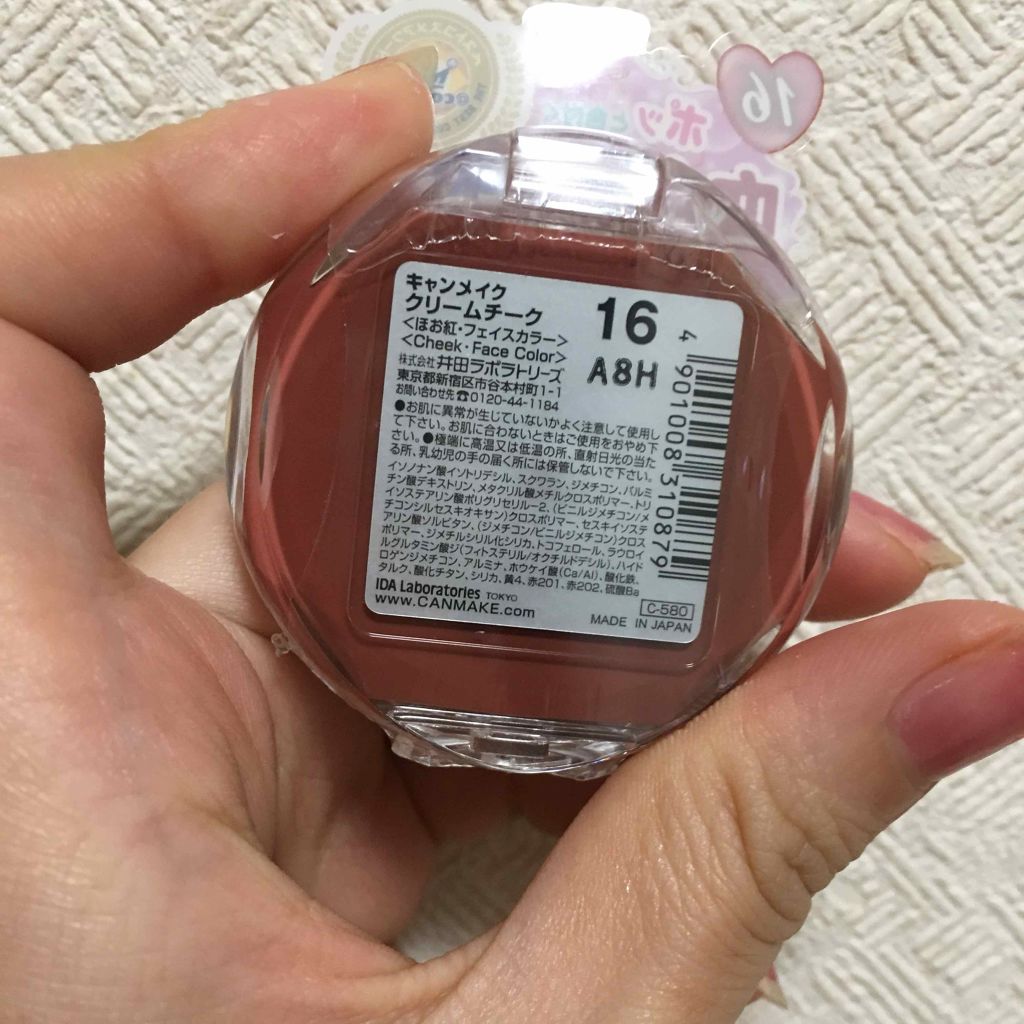 16
ポッと
キャンメイク
クリームチーク
<ほお紅・フェイスカラー>
<Cheek・Face Color>
16
A8H
株式会社 井田ラボラトリーズ
東京都新宿区市谷本村町1-1
お問い合わせ先☎0120-44-1184
●お肌に異常が生じていないかよく注意して使用し
て下さい。お肌に合わないときはご使用をおやめ下
さい。●極端に高温又は低温の所、直射日光の当た
る所、乳幼児の手の届く所には保管しないで下さい。
イソノナン酸イソトリデシル、スクワラン、ジメチコン、パルミ
チン酸デキストリン、メタクリル酸メチルクロスポリマー、トリ
イソステアリン酸ポリグリセリル-2、(ビニルジメチコン/メ
チコンシルセスキオキサン)クロスポリマー、セスキイソステ
アリン酸ソルビタン、(ジメチコン/ビニルジメチコン)クロス
ポリマー、ジメチルシリル化シリカ、トコフェロール、ラウロイ
ルグルタミン酸ジ(フィトステリル/オクチルドデシル)、ハイド
ロゲンジメチコン、アルミナ、ホウケイ酸(Ca/Al)、酸化鉄、
タルク、酸化チタン、シリカ、黄4、赤201、赤202、硫酸Ba
IDA Laboratories TOKYO
www.CANMAKE.com
C-580
MADE IN JAPAN
4 901008 310879